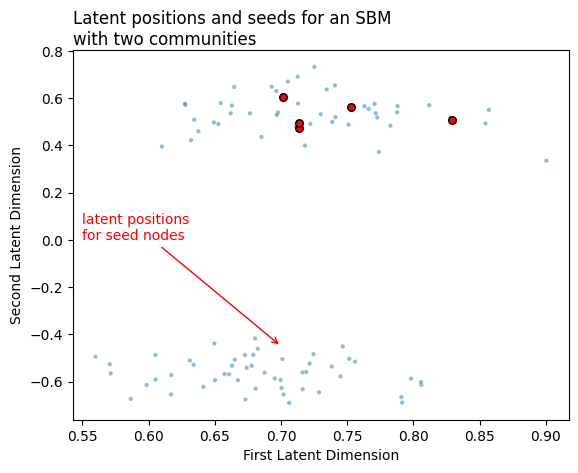 Latent positions and seeds for an SBM
with two communities
0.8
0.6
0.4
0.2
0.0
−0.2
−0.4
−0.6
Second Latent Dimension
latent positions
for seed nodes
0.55 0.60 0.65 0.70 0.75 0.80 0.85 0.90
First Latent Dimension